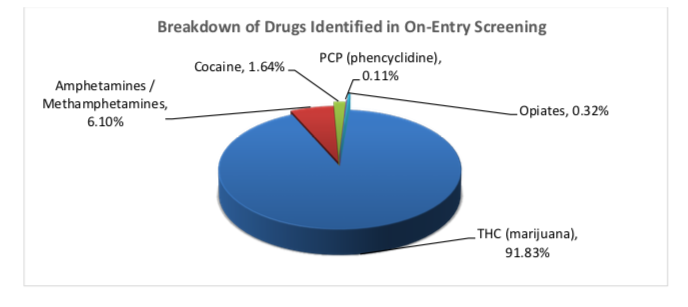 Breakdown of Drugs Identified in On-Entry Screening
PCP (phencyclidine),
0.11%
Cocaine, 1.64%
Amphetamines /
Methamphetamines,
6.10%
Opiates, 0.32%
THC (marijuana),
91.83%